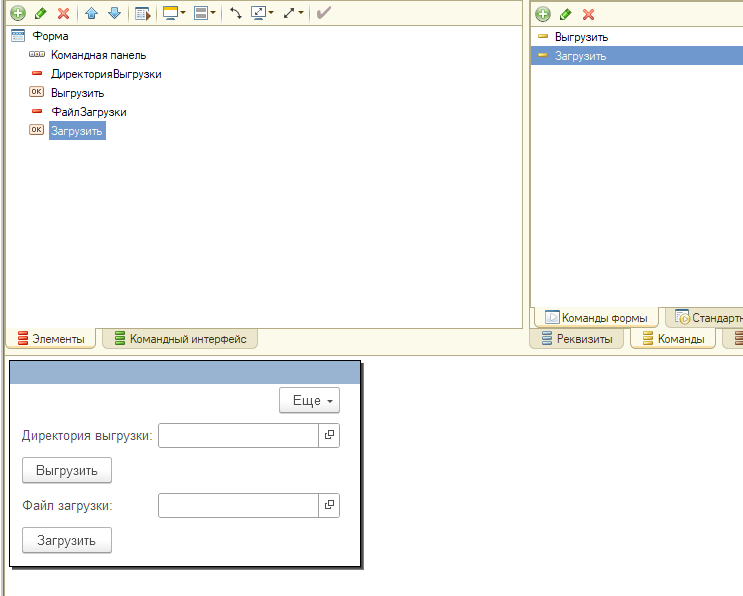 Форма
Командная панель
ДиректорияВыгрузки
OK Выгрузить
ФайлЗагрузки
OK Загрузить
Элементы
Командный интерфейс
Выгрузить
Загрузить
Команды формы
Стандартн
Реквизиты
Команды
Еще
Директория выгрузки:
Выгрузить
Файл загрузки:
Загрузить